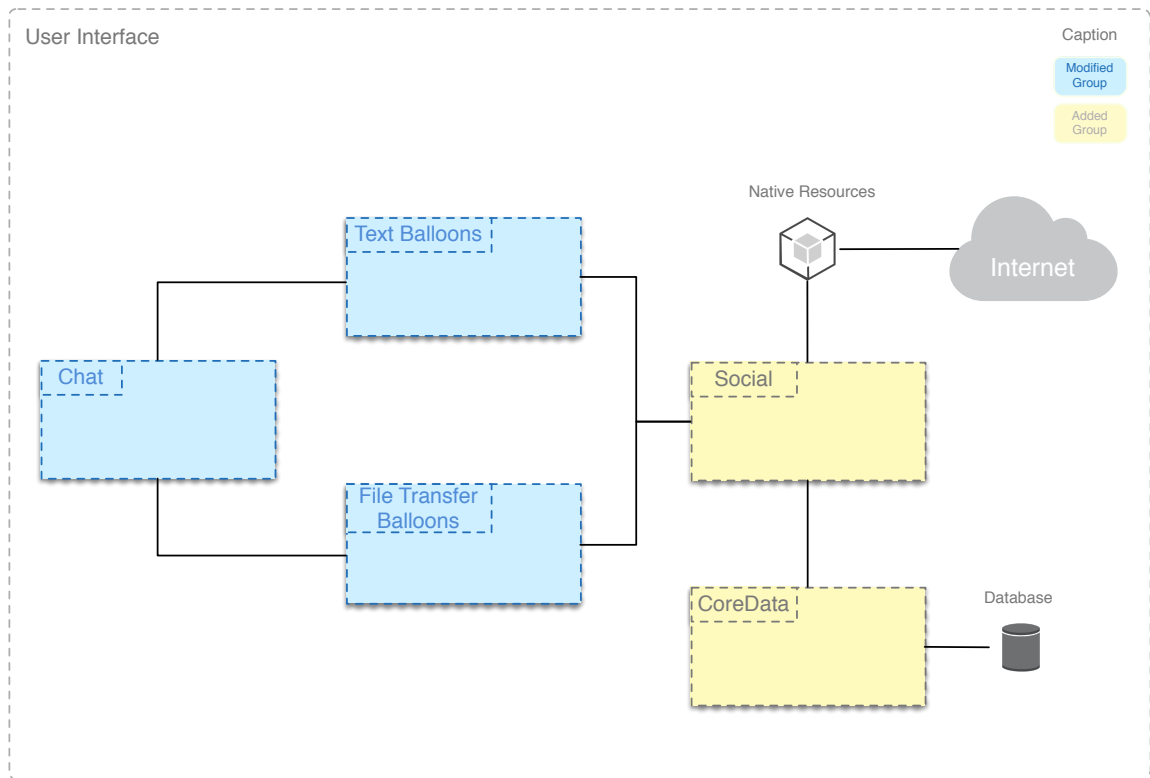 User Interface
Caption
Modified
Group
Added
Group
Native Resources
Internet
Text Balloons
Chat
Social
File Transfer
Balloons
CoreData
Database